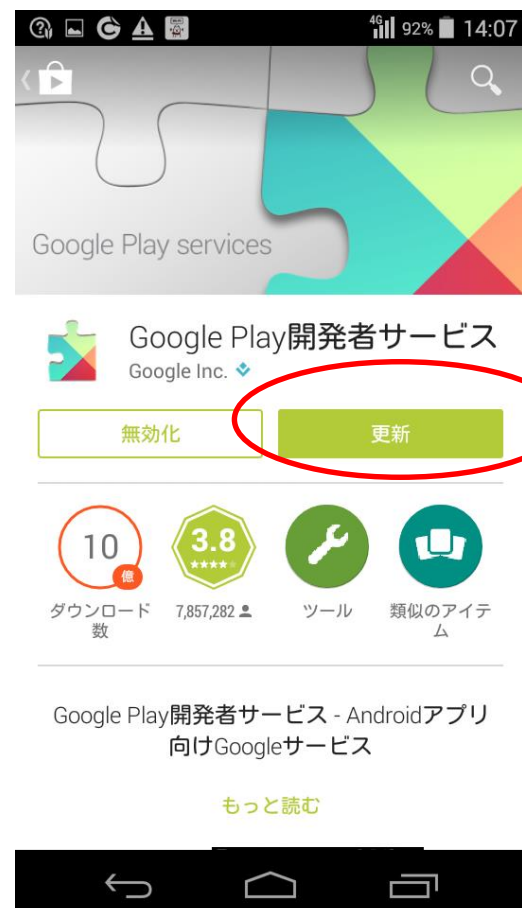 4G 92% 14:07
Google Play services
Google Play開発者サービス
Google Inc.
無効化 更新
10 億 3.8
ダウンロード数 7,857,282 ツール 類似のアイテム
Google Play開発者サービス - Androidアプリ
向けGoogleサービス
もっと読む